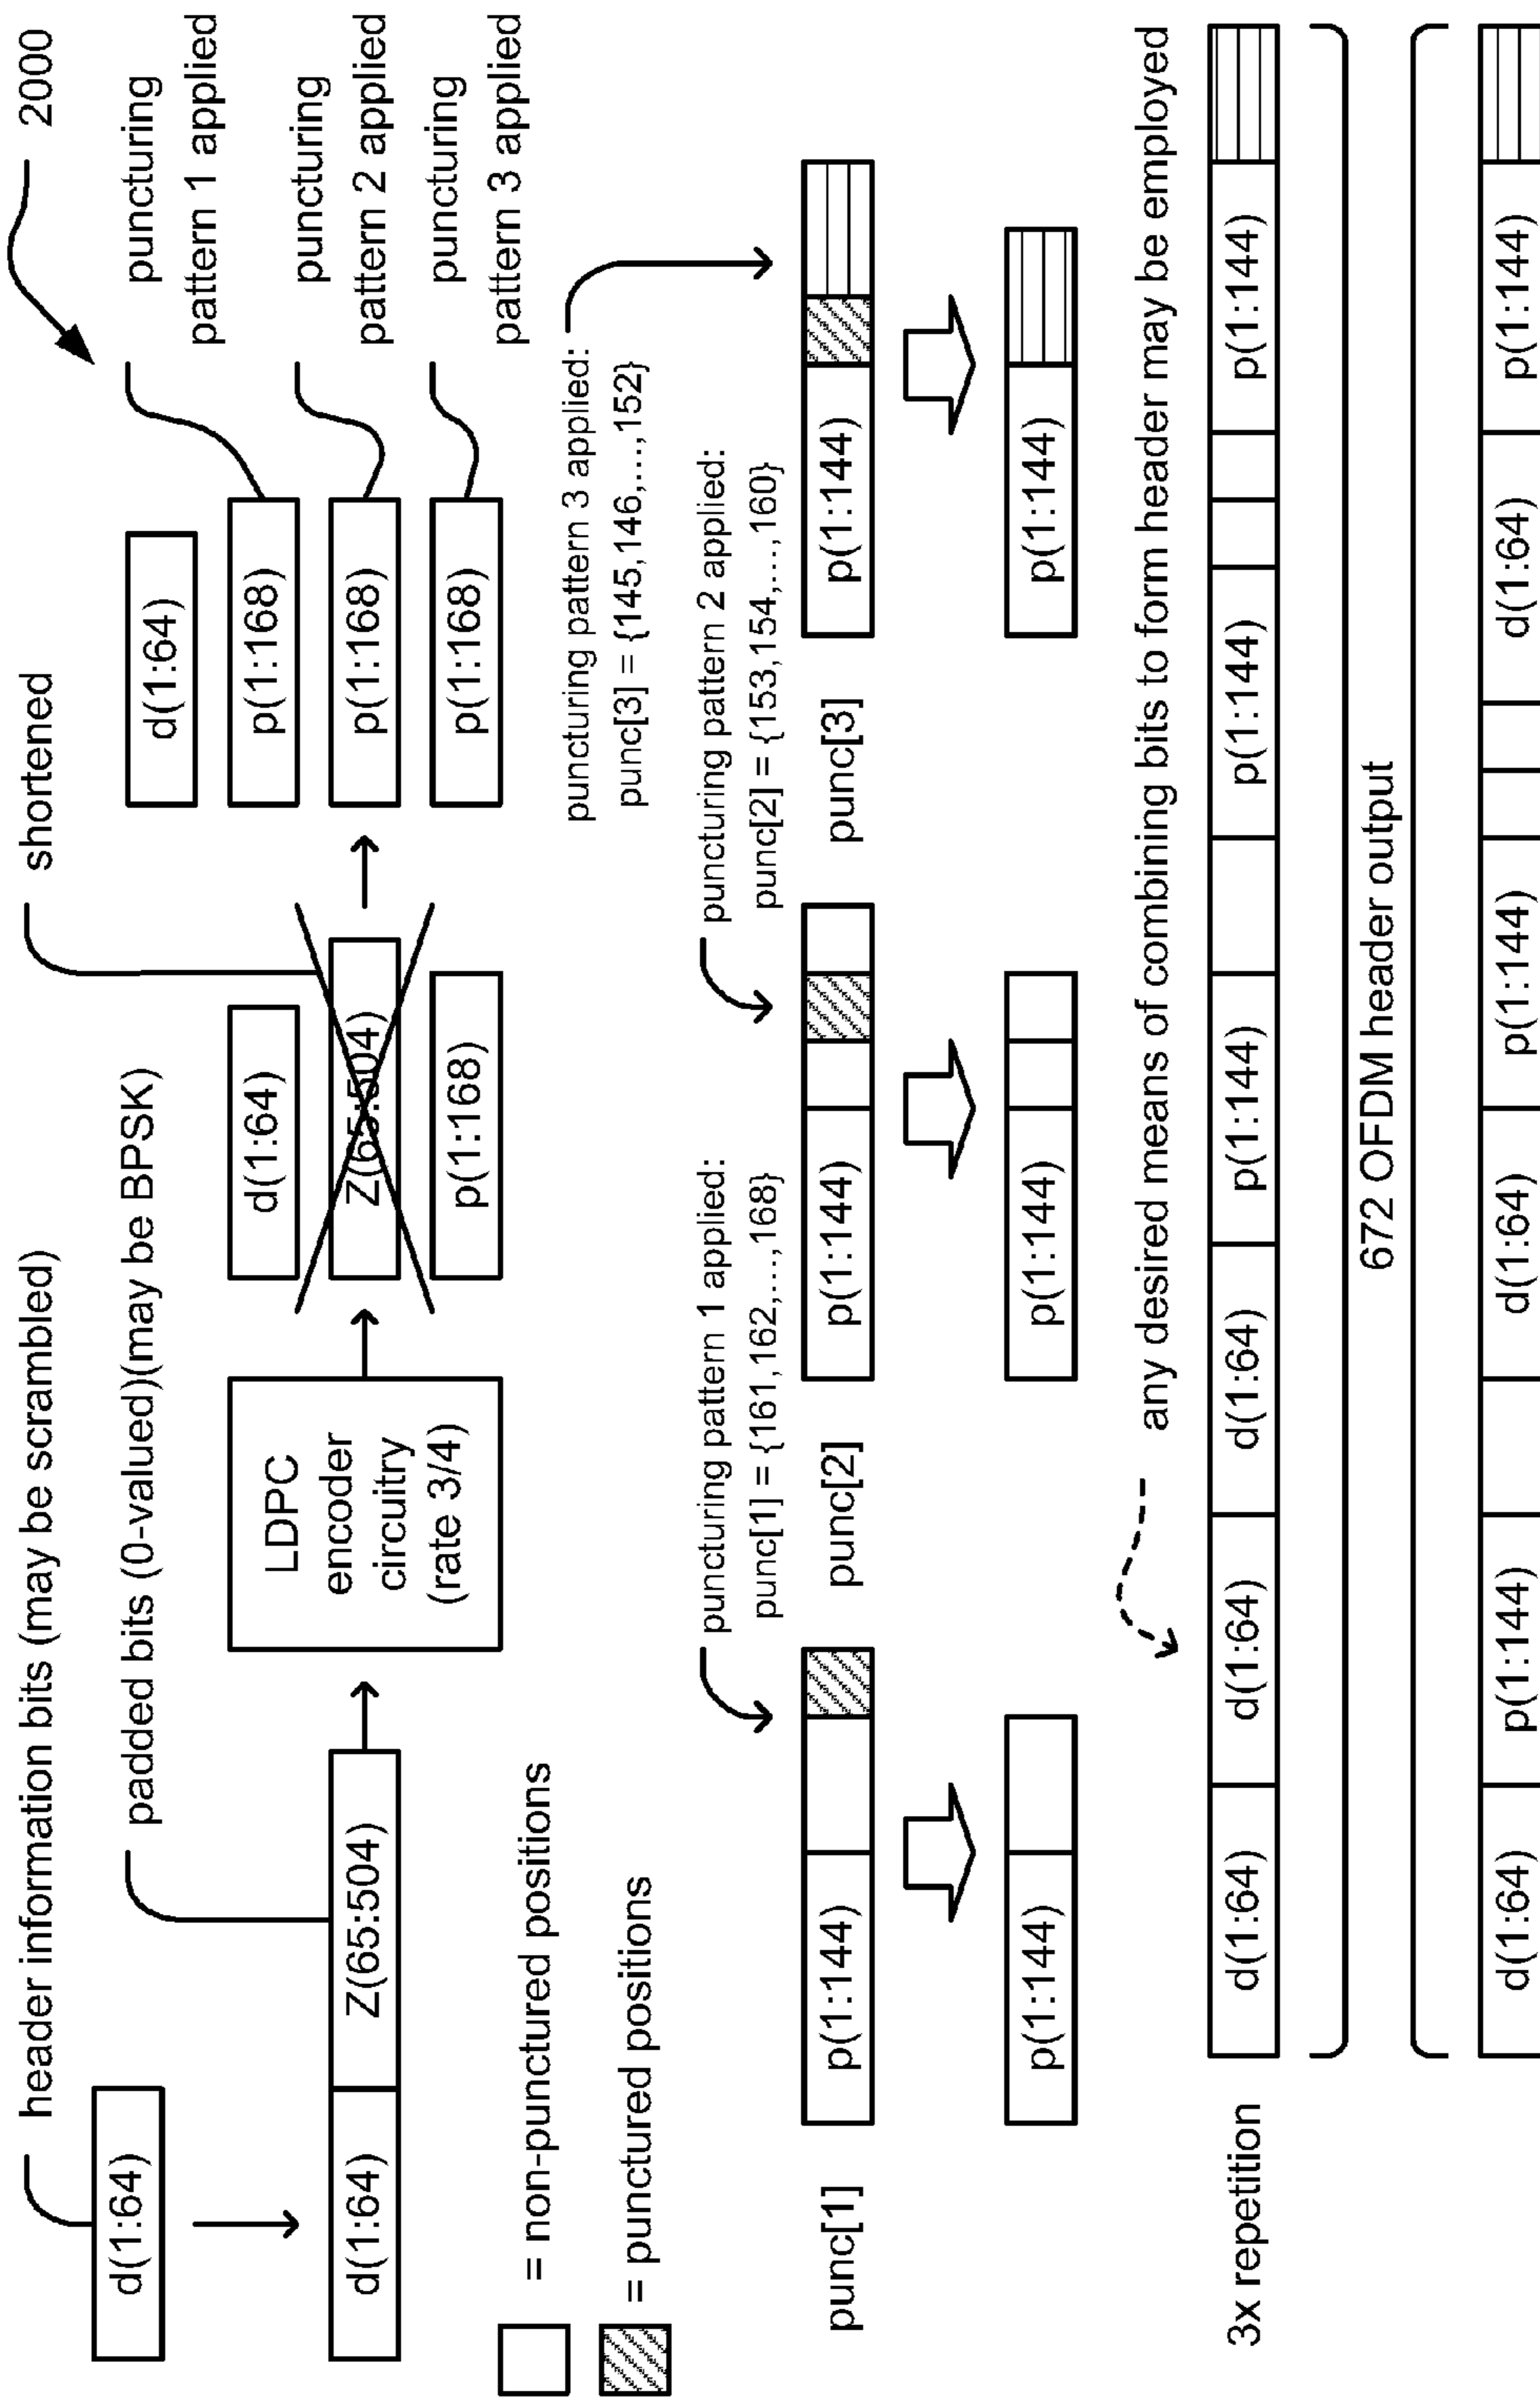 2000
header information bits (may be scrambled)
d(1:64)
padded bits (0-valued)(may be BPSK)
shortened
d(1:64)
Z(65:504)
LDPC
encoder
circuitry
(rate 3/4)
d(1:64)
Z(65:504)
p(1:168)
d(1:64)
p(1:168)
p(1:168)
p(1:168)
puncturing
pattern 1 applied
puncturing
pattern 2 applied
puncturing
pattern 3 applied
= non-punctured positions
= punctured positions
puncturing pattern 1 applied:
punc[1] = {161,162,...,168}
puncturing pattern 2 applied:
punc[2] = {153,154,...,160}
puncturing pattern 3 applied:
punc[3] = {145,146,...,152}
punc[1]
p(1:144)
punc[2]
p(1:144)
punc[3]
p(1:144)
p(1:144)
p(1:144)
p(1:144)
any desired means of combining bits to form header may be employed
3x repetition
d(1:64)
d(1:64)
d(1:64)
p(1:144)
p(1:144)
p(1:144)
672 OFDM header output
d(1:64)
p(1:144)
d(1:64)
p(1:144)
d(1:64)
p(1:144)